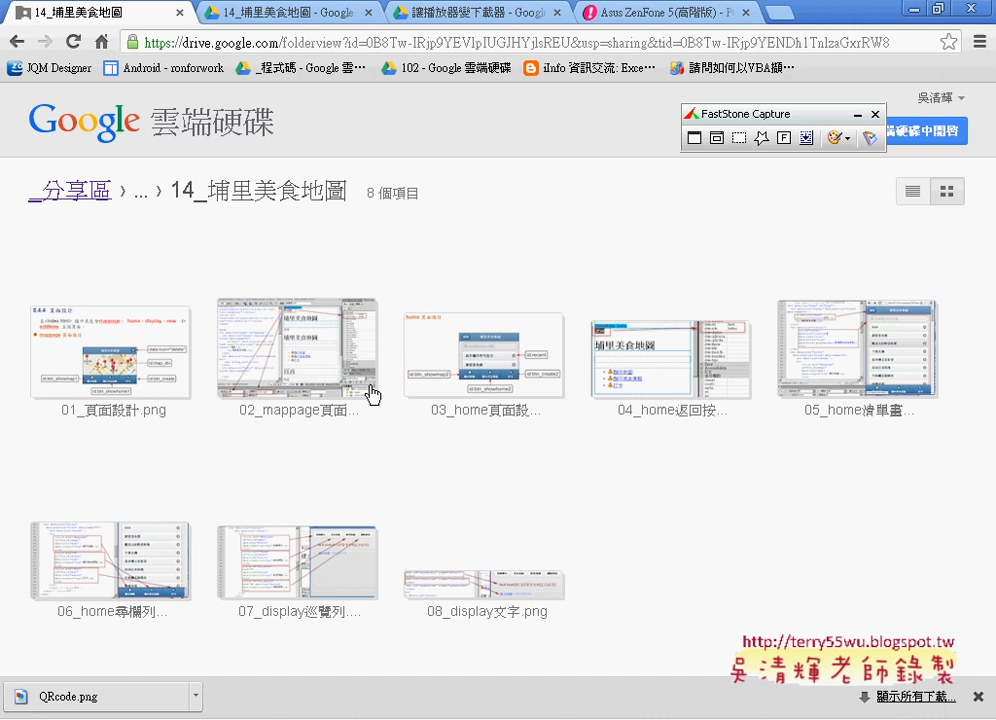 14_埔里美食地圖
14_埔里美食地圖 - Google
讓播放器變下載器 - Googl
Asus ZenFone 5(高階版) - P
https://drive.google.com/folderview?id=0B8Tw-IRjp9YEVlpIUGJHYjlsREU&usp=sharing&tid=0B8Tw-IRjp9YENDh1TnlzaGxrRW8
JQM Designer
Android - ronforwork
_程式碼 - Google 雲…
102 - Google 雲端硬碟
iInfo 資訊交流: Exce…
請問如何以VBA擷…
Google 雲端硬碟
吳清輝
FastStone Capture
端硬碟中開啓
_分享區 › ... › 14_埔里美食地圖 8 個項目
01_頁面設計.png
02_mappage頁面...
03_home頁面設...
04_home返回按...
05_home清單畫...
06_home尋欄列...
07_display巡覽列....
08_display文字.png
http://terry55wu.blogspot.tw
吳清輝老師錄製
QRcode.png
顯示所有下載...